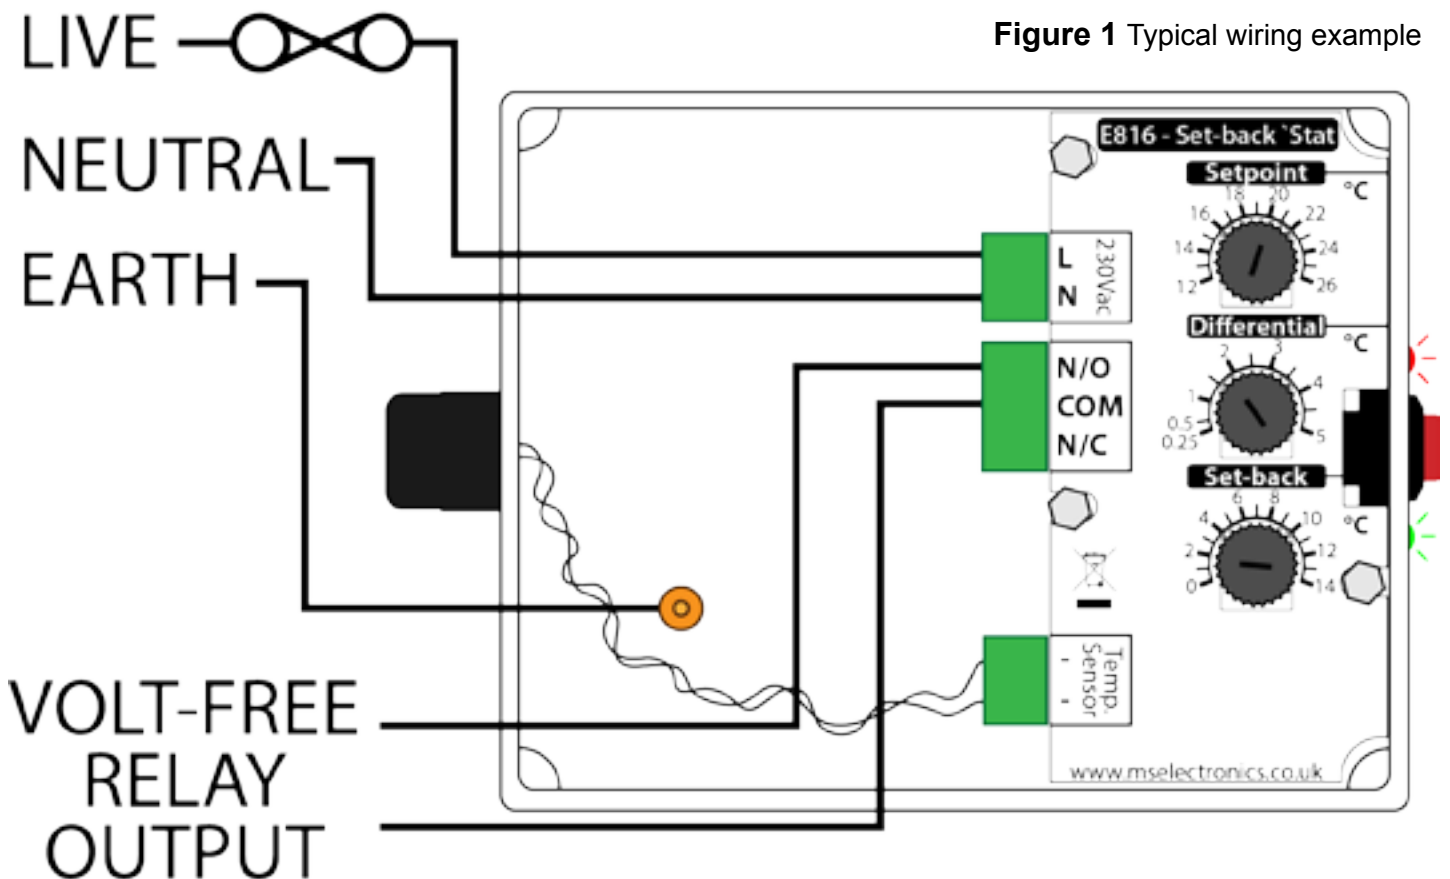 Figure 1 Typical wiring example
LIVE
NEUTRAL
EARTH
VOLT-FREE
RELAY
OUTPUT
E816 - Set-back `Stat
Setpoint
°C
12 14 16 18 20 22 24 26
L
N
230Vac
Differential
°C
0.25 0.5 1 2 3 4 5
N/O
COM
N/C
Set-back
°C
0 2 4 6 8 10 12 14
- -
Temp.
Sensor
www.mselectronics.co.uk